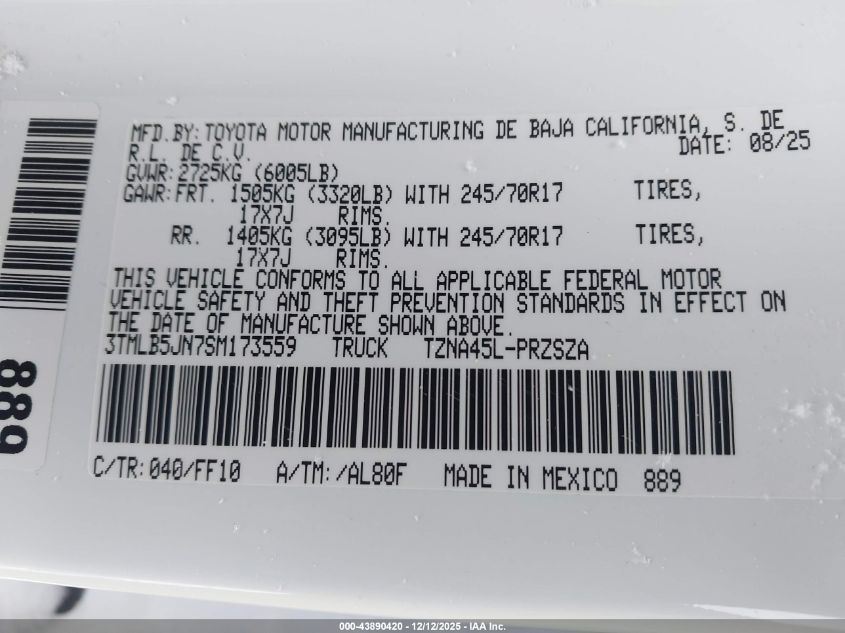 MFD.BY:TOYOTA MOTOR MANUFACTURING DE BAJA CALIFORNIA, S. DE
R.L. DE C.V. DATE: 08/25
GVWR:2725KG (6005LB)
GAWR:FRT. 1505KG (3320LB) WITH 245/70R17 TIRES,
17X7J RIMS.
RR. 1405KG (3095LB) WITH 245/70R17 TIRES,
17X7J RIMS.
THIS VEHICLE CONFORMS TO ALL APPLICABLE FEDERAL MOTOR
VEHICLE SAFETY AND THEFT PREVENTION STANDARDS IN EFFECT ON
THE DATE OF MANUFACTURE SHOWN ABOVE.
3TMLB5JN7SM173559 TRUCK TZNA45L-PRZSZA
C/TR:040/FF10 A/TM:/AL80F MADE IN MEXICO 889
889
000-43890420 - 12/12/2025 - IAA Inc.